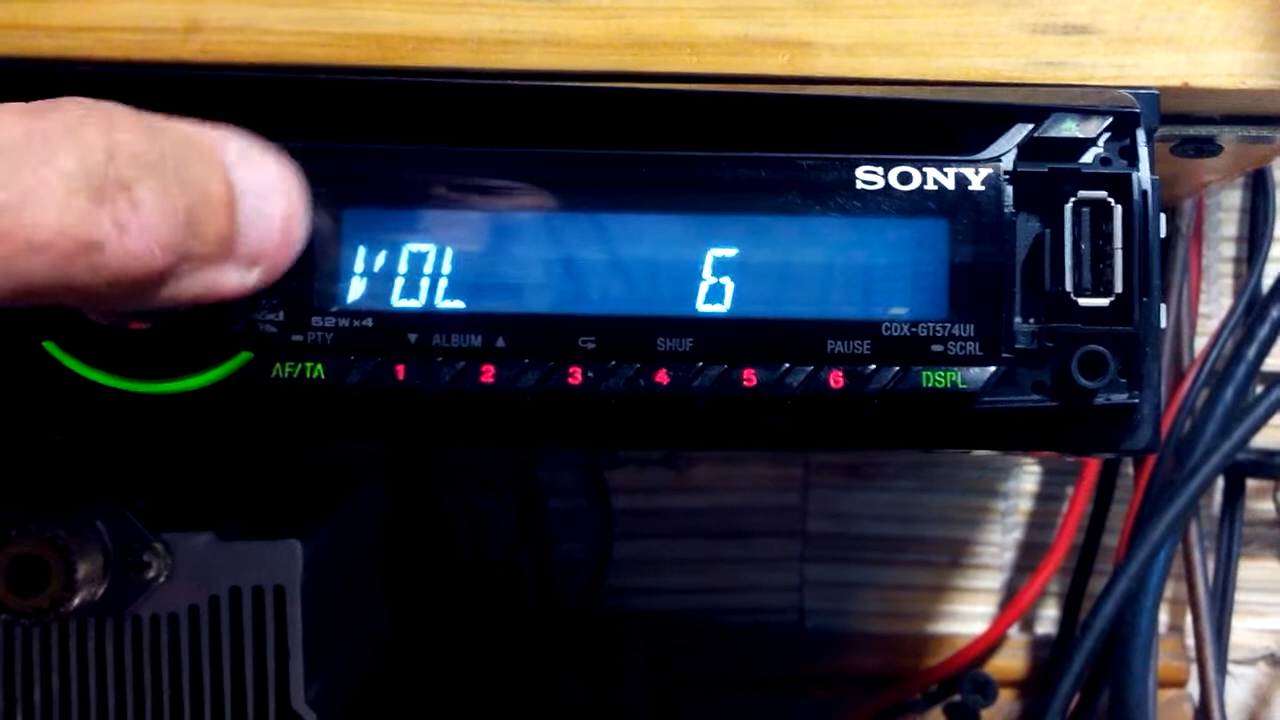 SONY
VOL 6
52W×4
CDX-GT574UI
PTY ▼ ALBUM ▲ SHUF PAUSE SCRL
AF/TA 1 2 3 4 5 6 DSPL